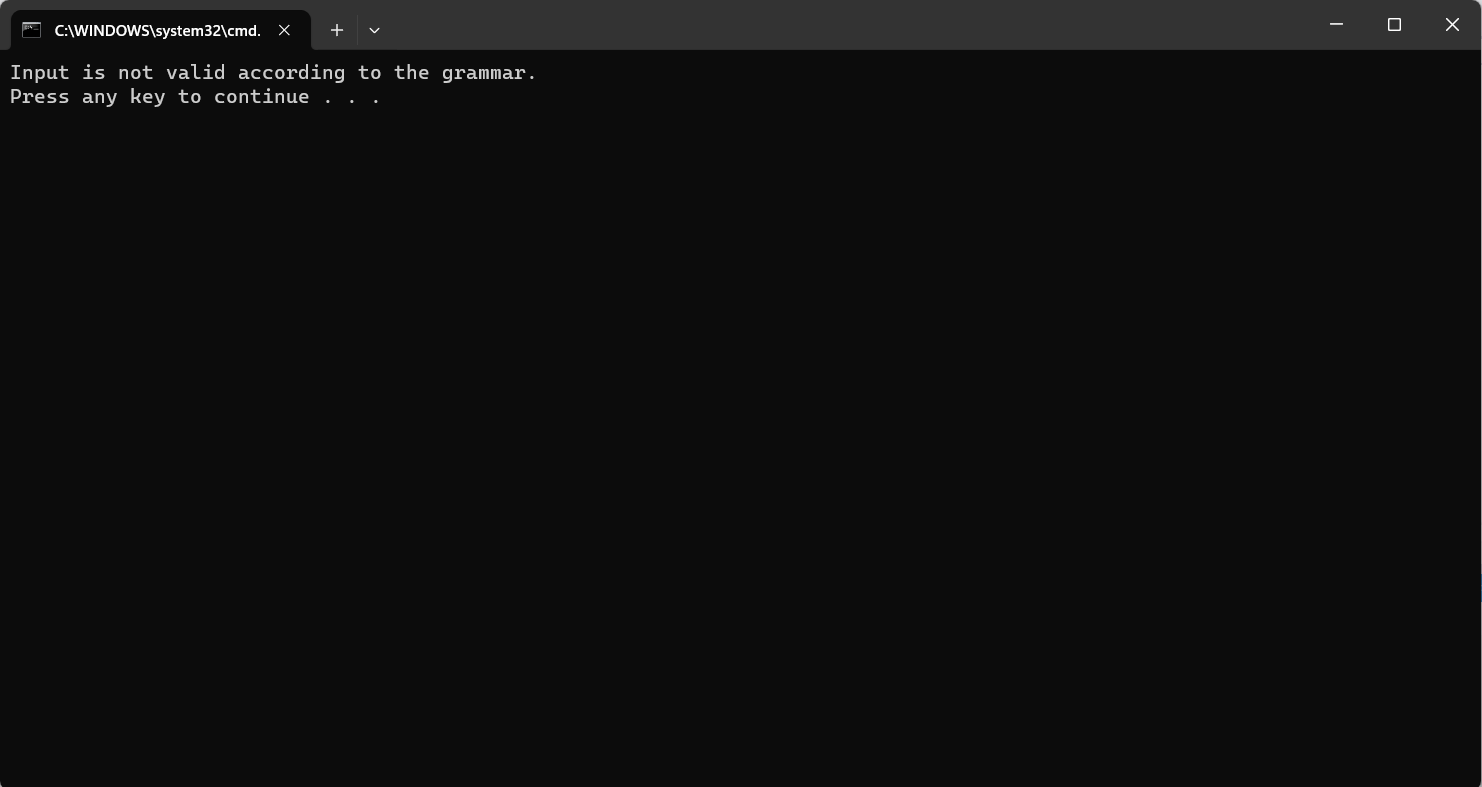 C:\WINDOWS\system32\cmd.
Input is not valid according to the grammar.
Press any key to continue . . .